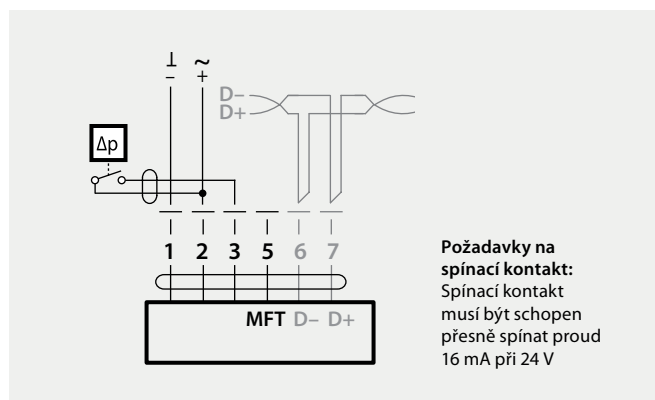 ⊥ ~
– +
D–
D+
Δp
1 2 3 5 6 7
MFT D– D+
Požadavky na
spínací kontakt:
Spínací kontakt
musí být schopen
přesně spínat proud
16 mA při 24 V